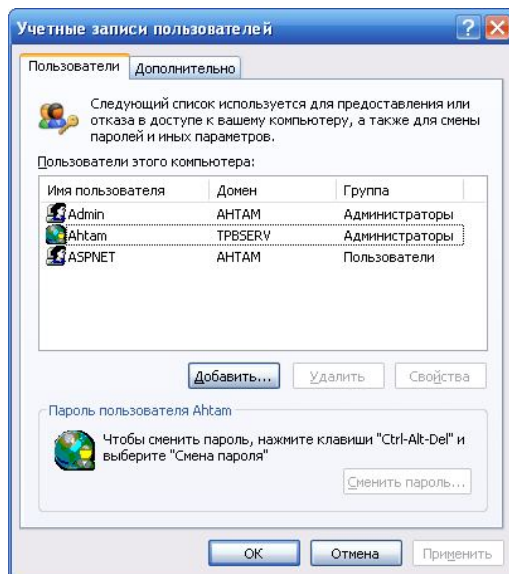 Учетные записи пользователей
Пользователи
Дополнительно
Следующий список используется для предоставления или
отказа в доступе к вашему компьютеру, а также для смены
паролей и иных параметров.
Пользователи этого компьютера:
Имя пользователя Домен Группа
Admin AHTAM Администраторы
Ahtam TPBSERV Администраторы
ASPNET AHTAM Пользователи
Добавить... Удалить Свойства
Пароль пользователя Ahtam
Чтобы сменить пароль, нажмите клавиши "Ctrl-Alt-Del" и
выберите "Смена пароля"
Сменить пароль...
OK Отмена Применить